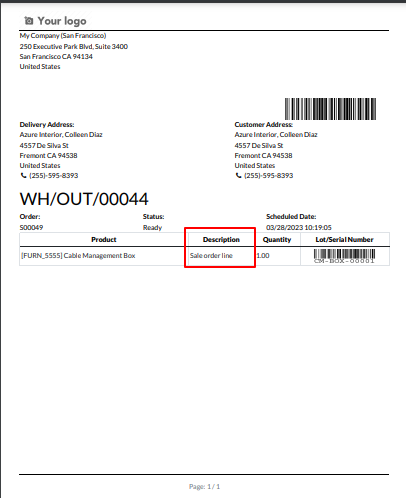 Your logo
My Company (San Francisco)
250 Executive Park Blvd, Suite 3400
San Francisco CA 94134
United States
Delivery Address:
Azure Interior, Colleen Diaz
4557 De Silva St
Fremont CA 94538
United States
(255)-595-8393
Customer Address:
Azure Interior, Colleen Diaz
4557 De Silva St
Fremont CA 94538
United States
(255)-595-8393
WH/OUT/00044
Order: Status: Scheduled Date:
S00049 Ready 03/28/2023 10:19:05
Product Description Quantity Lot/Serial Number
[FURN_5555] Cable Management Box Sale order line 1.00
CM-BOX-00001
Page: 1 / 1